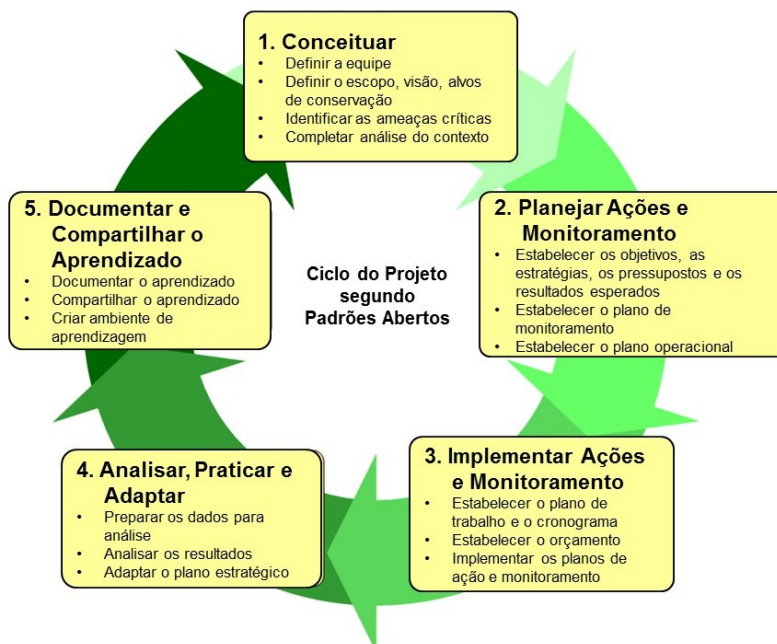 1. Conceituar
• Definir a equipe
• Definir o escopo, visão, alvos
de conservação
• Identificar as ameaças críticas
• Completar análise do contexto
2. Planejar Ações e
Monitoramento
• Estabelecer os objetivos, as
estratégias, os pressupostos e os
resultados esperados
• Estabelecer o plano de
monitoramento
• Estabelecer o plano operacional
3. Implementar Ações
e Monitoramento
• Estabelecer o plano de
trabalho e o cronograma
• Estabelecer o orçamento
• Implementar os planos de
ação e monitoramento
4. Analisar, Praticar e
Adaptar
• Preparar os dados para
análise
• Analisar os resultados
• Adaptar o plano estratégico
5. Documentar e
Compartilhar o
Aprendizado
• Documentar o aprendizado
• Compartilhar o aprendizado
• Criar ambiente de
aprendizagem
Ciclo do Projeto
segundo
Padrões Abertos